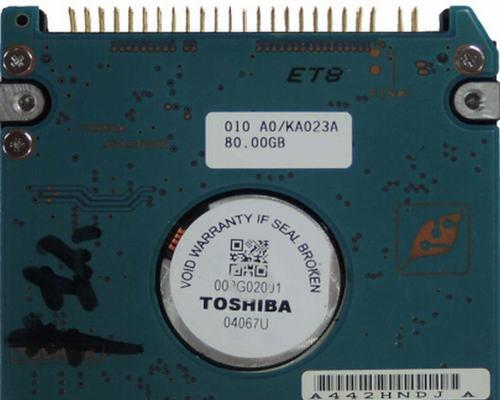 ET8
010 A0/KA023A
80.00GB
VOID WARRANTY IF SEAL BROKEN
TOSHIBA
04067U
A442HNDJ A